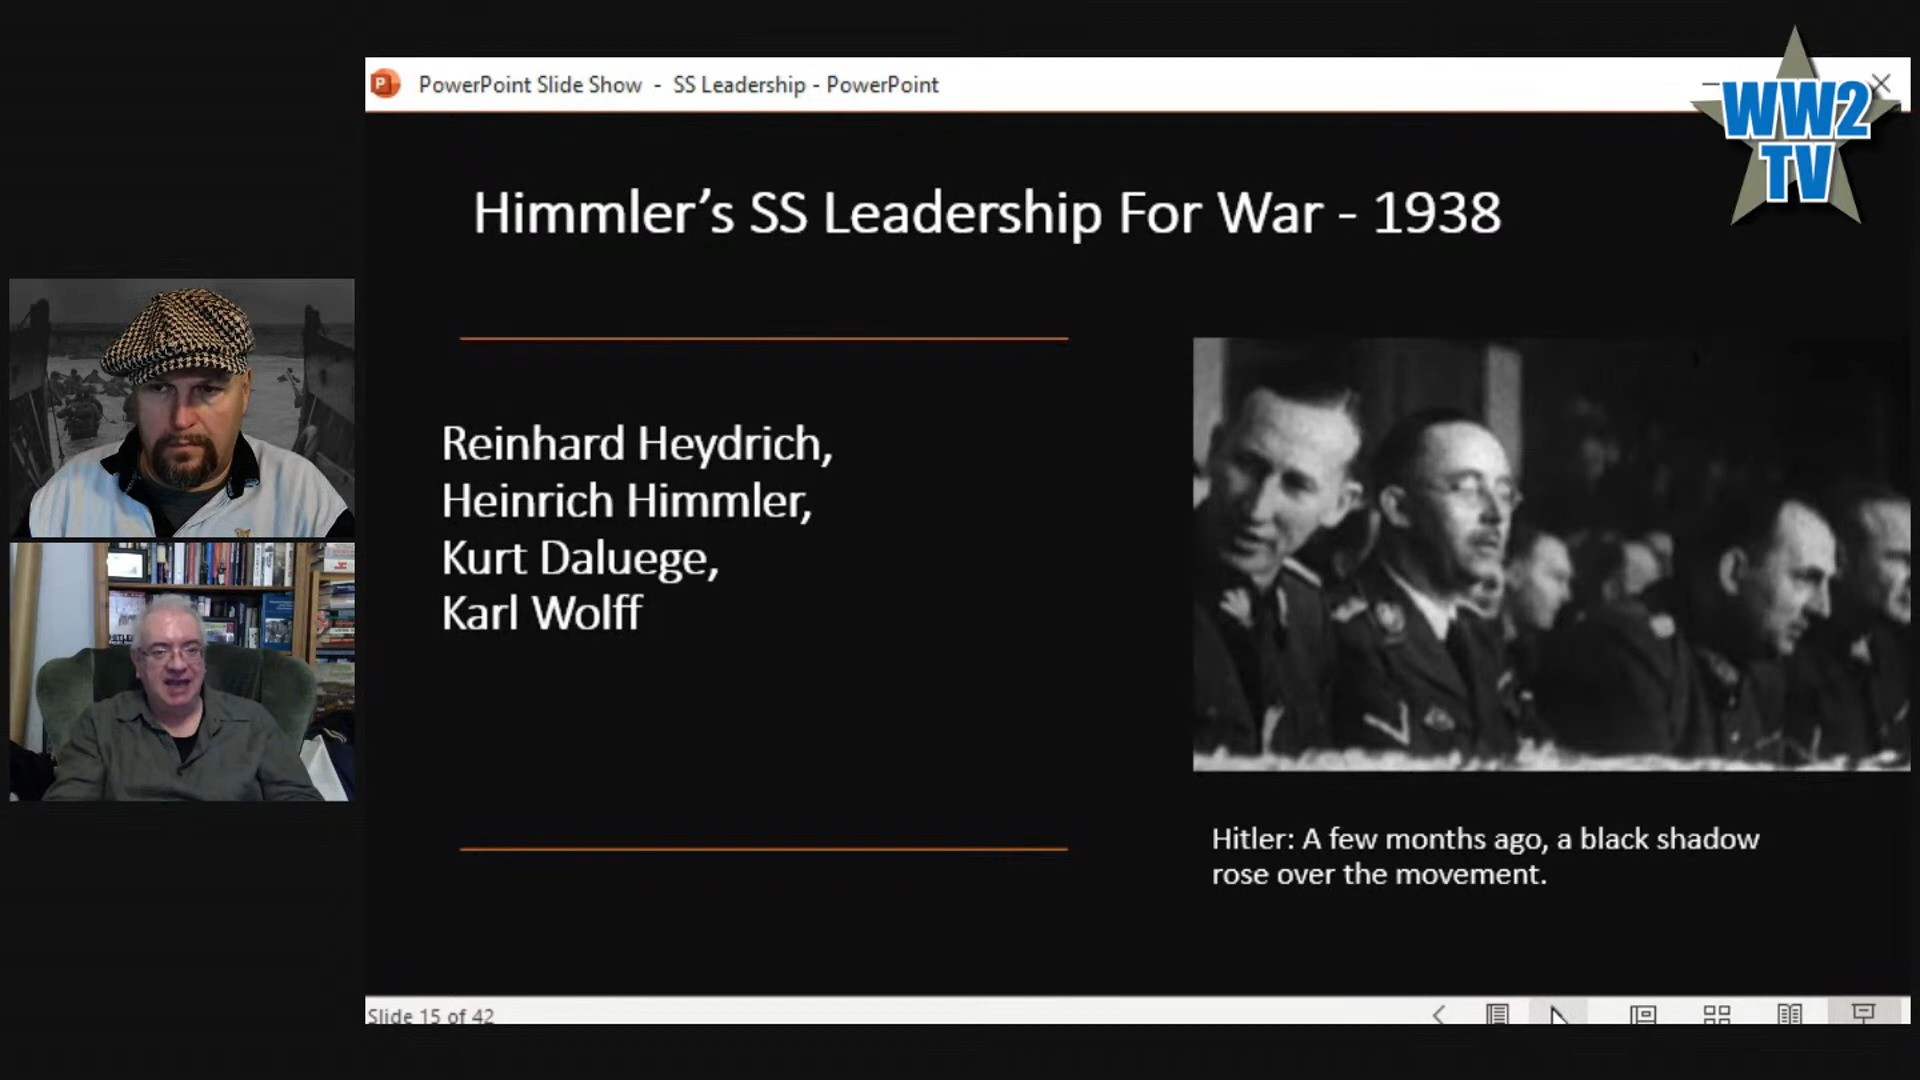 PowerPoint Slide Show - SS Leadership - PowerPoint
WW2
TV
Himmler's SS Leadership For War - 1938
Reinhard Heydrich,
Heinrich Himmler,
Kurt Daluege,
Karl Wolff
Hitler: A few months ago, a black shadow
rose over the movement.
Slide 15 of 42